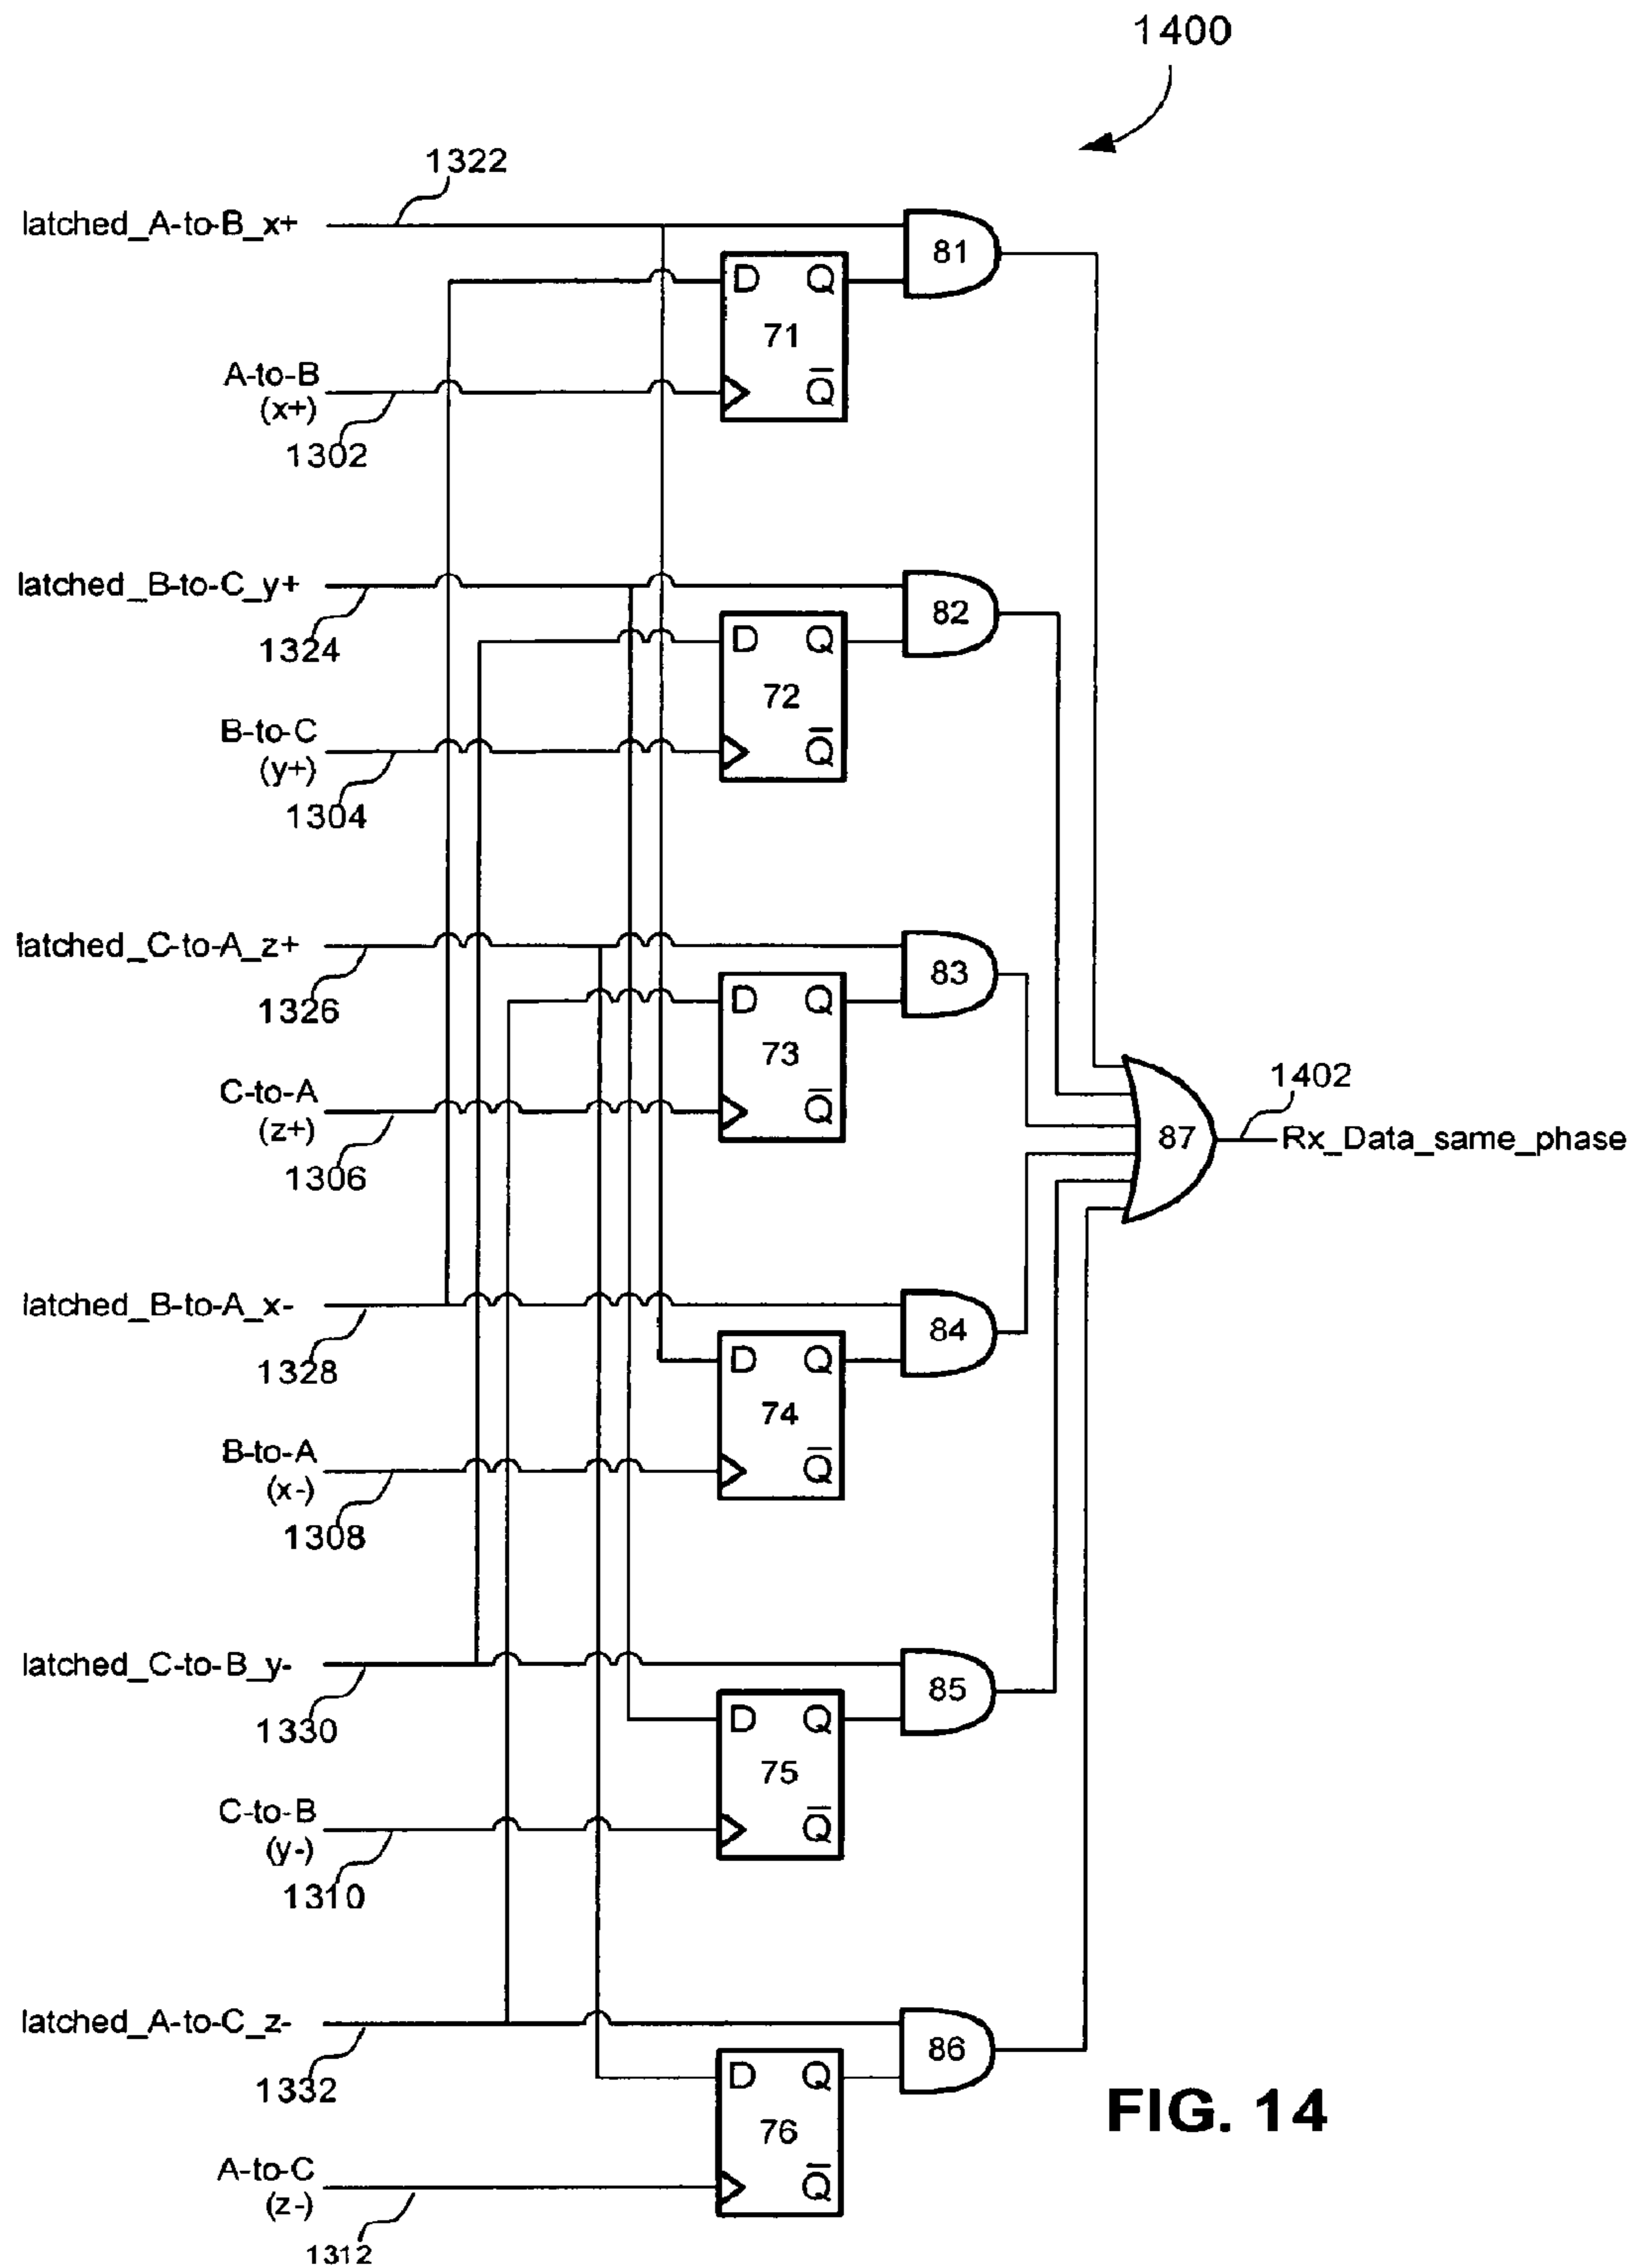 1400
1322
latched_A-to-B_x+
81
D Q
71
A-to-B
(x+)
Q
1302
latched_B-to-C_y+
82
1324
D Q
72
B-to-C
(y+)
Q
1304
latched_C-to-A_z+
83
1326
D Q
73
C-to-A
(z+)
Q
1306
1402
87
Rx_Data_same_phase
latched_B-to-A_x-
84
1328
D Q
74
B-to-A
(x-)
Q
1308
latched_C-to-B_y-
85
1330
D Q
75
C-to-B
(y-)
Q
1310
latched_A-to-C_z-
86
1332
D Q
76
A-to-C
(z-)
Q
1312
FIG. 14